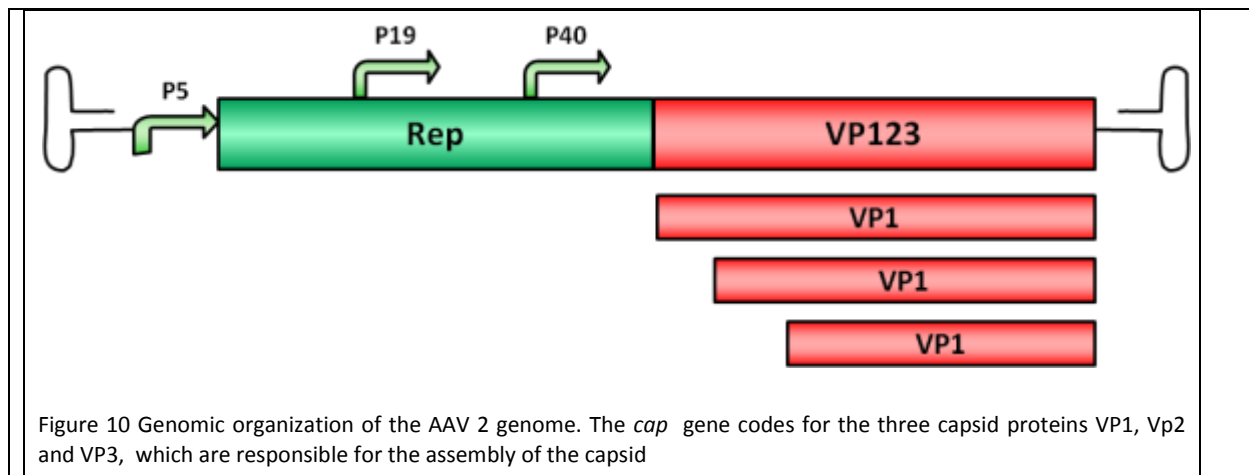 P19 P40
P5
Rep VP123
VP1
VP1
VP1
Figure 10 Genomic organization of the AAV 2 genome. The cap gene codes for the three capsid proteins VP1, Vp2
and VP3, which are responsible for the assembly of the capsid